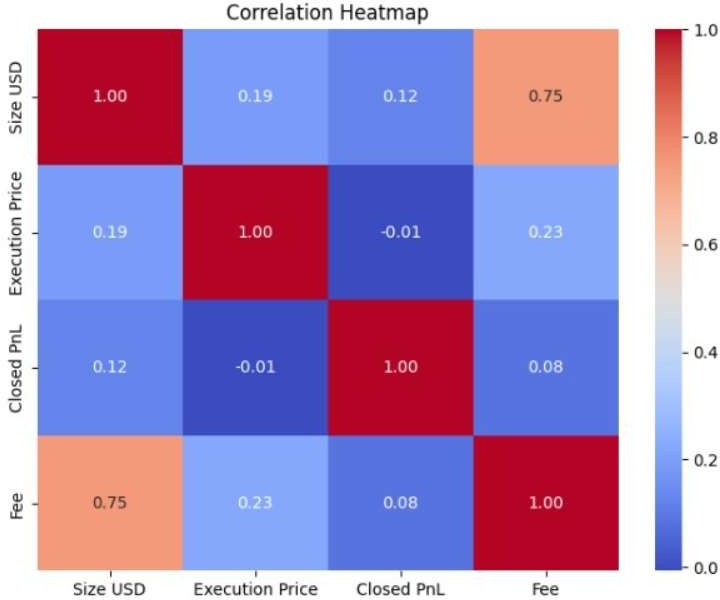 Correlation Heatmap
Size USD 1.00 0.19 0.12 0.75
Execution Price 0.19 1.00 -0.01 0.23
Closed PnL 0.12 -0.01 1.00 0.08
Fee 0.75 0.23 0.08 1.00
Size USD Execution Price Closed PnL Fee
1.0
0.8
0.6
0.4
0.2
0.0